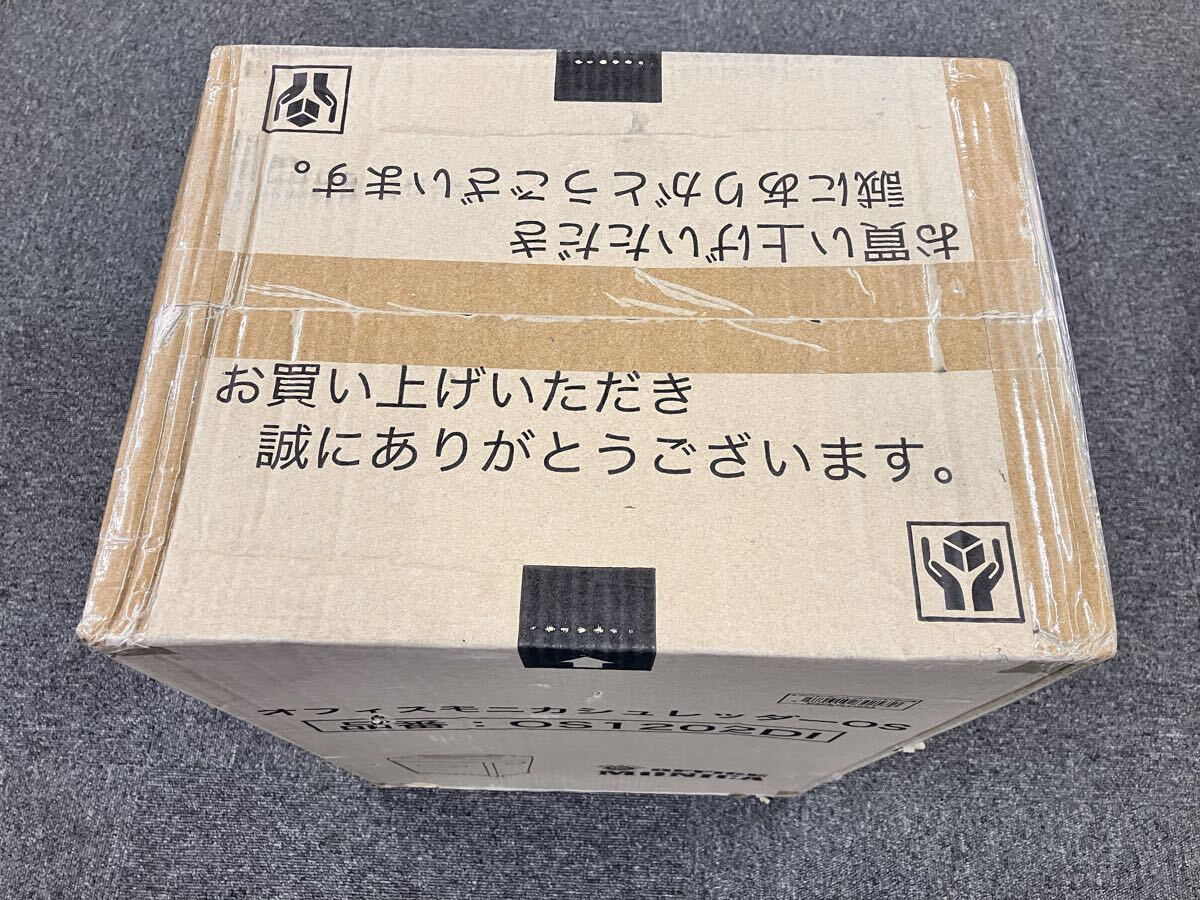 誠にありがとうございます。
お買い上げいただき
お買い上げいただき
誠にありがとうございます。
オフィスモニカシュレッダーOS
品番：OS1202DI
OFFICE
MONICA